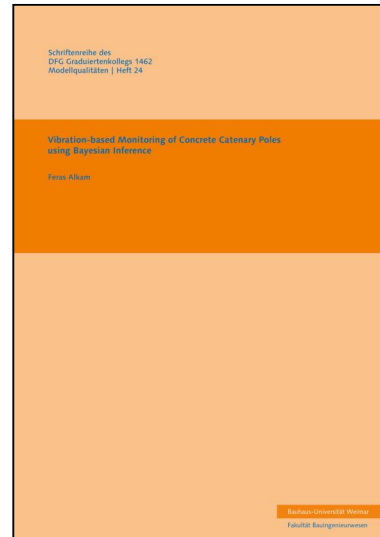 Schriftenreihe des
DFG Graduiertenkollegs 1462
Modellqualitäten | Heft 24
Vibration-based Monitoring of Concrete Catenary Poles
using Bayesian Inference
Feras Alkam
Bauhaus-Universität Weimar
Fakultät Bauingenieurwesen